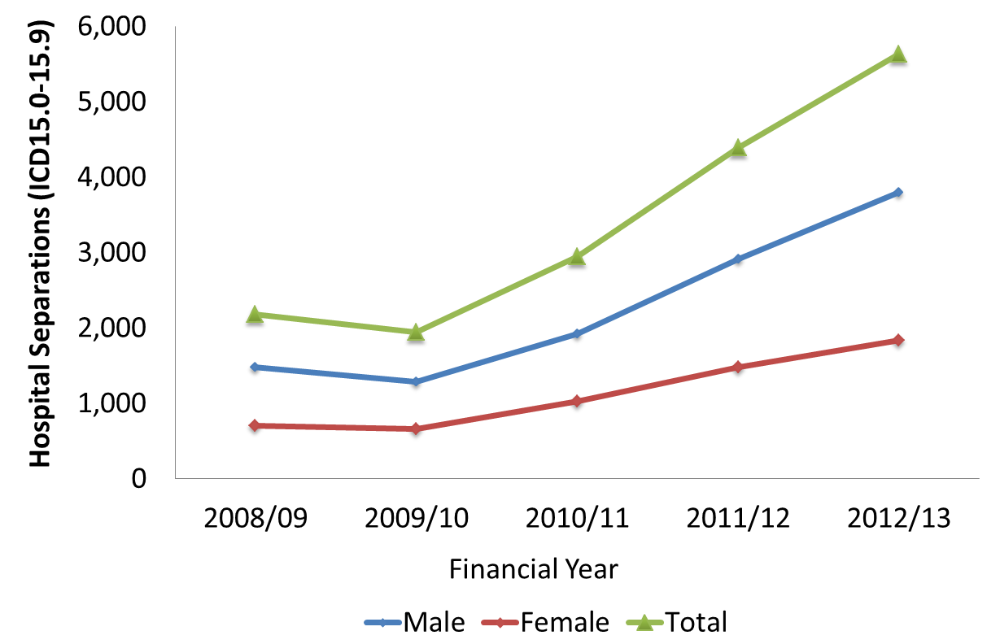 Hospital Separations (ICD15.0-15.9)
6,000
5,000
4,000
3,000
2,000
1,000
0
2008/09 2009/10 2010/11 2011/12 2012/13
Financial Year
Male Female Total